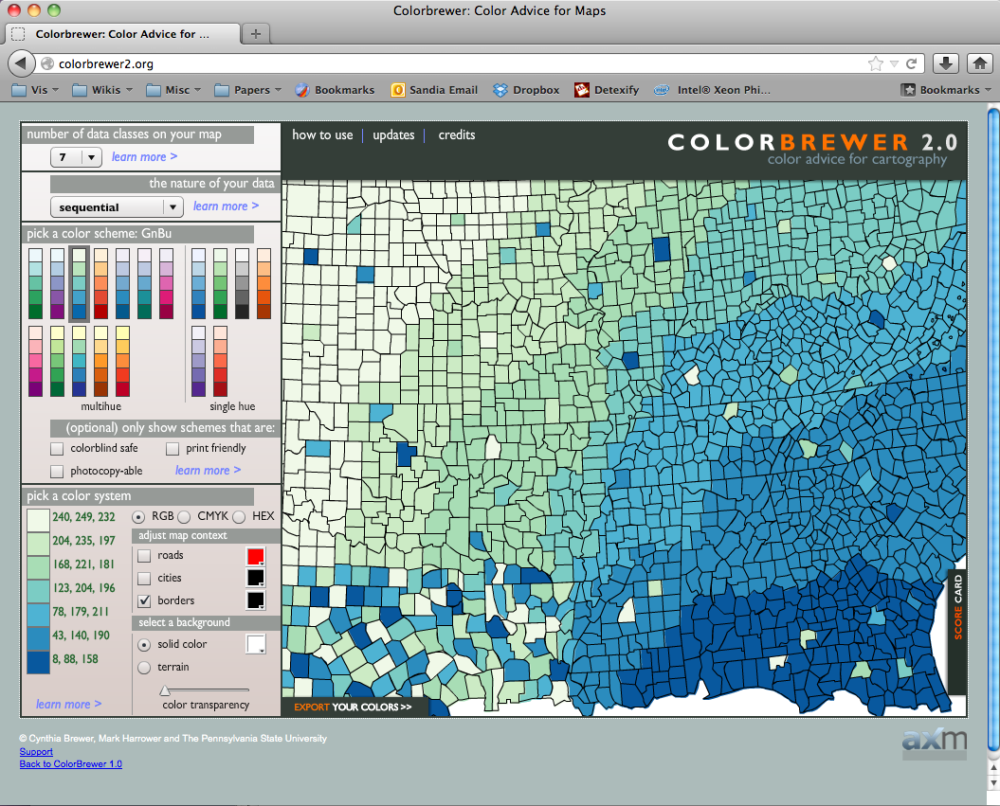 Colorbrewer: Color Advice for Maps
Colorbrewer: Color Advice for ...
colorbrewer2.org
Vis Wikis Misc Papers Bookmarks Sandia Email Dropbox Detexify Intel® Xeon Phi... Bookmarks
number of data classes on your map
7 learn more >
the nature of your data
sequential learn more >
pick a color scheme: GnBu
multihue single hue
(optional) only show schemes that are:
colorblind safe print friendly
photocopy-able learn more >
pick a color system
240, 249, 232
204, 235, 197
168, 221, 181
123, 204, 196
78, 179, 211
43, 140, 190
8, 88, 158
learn more >
RGB CMYK HEX
adjust map context
roads
cities
borders
select a background
solid color
terrain
color transparency
how to use updates credits
COLORBREWER 2.0
color advice for cartography
SCORE CARD
EXPORT YOUR COLORS >>
© Cynthia Brewer, Mark Harrower and The Pennsylvania State University
Support
Back to ColorBrewer 1.0
axm